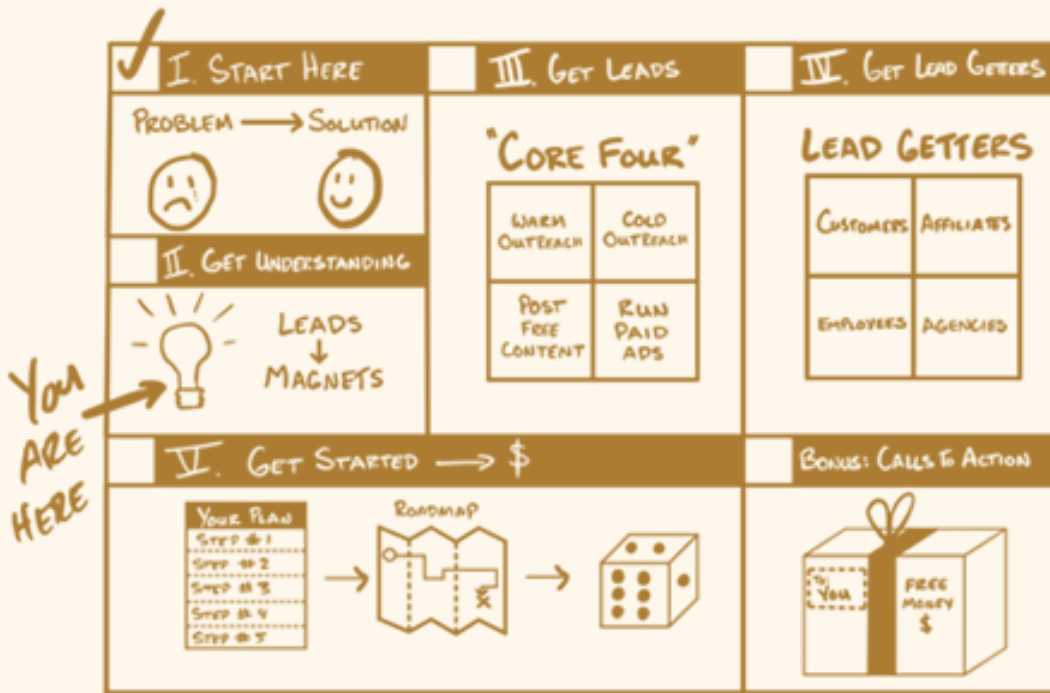 I. START HERE
PROBLEM → SOLUTION
II. GET UNDERSTANDING
LEADS
↓
MAGNETS
YOU
ARE
HERE
III. GET LEADS
"CORE FOUR"
WARM
OUTREACH
COLD
OUTREACH
POST
FREE
CONTENT
RUN
PAID
ADS
IV. GET LEAD GETTERS
LEAD GETTERS
CUSTOMERS
AFFILIATES
EMPLOYEES
AGENCIES
V. GET STARTED → $
YOUR PLAN
STEP #1
STEP #2
STEP #3
STEP #4
STEP #5
ROADMAP
X
BONUS: CALLS TO ACTION
TO:
YOU
FREE
MONEY
$